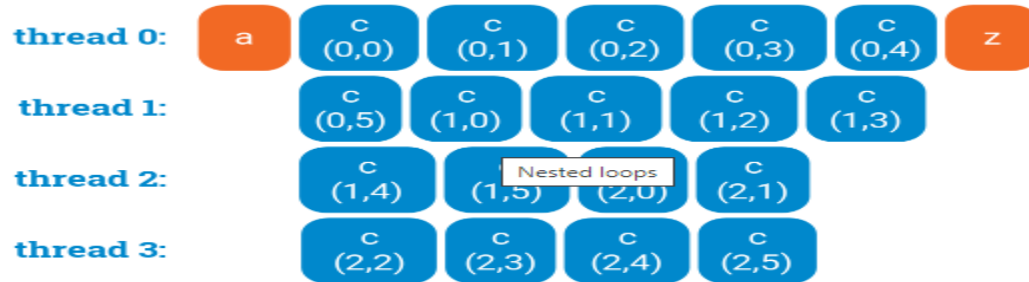 thread 0: a c c c c c z
(0,0) (0,1) (0,2) (0,3) (0,4)
thread 1: c c c c c
(0,5) (1,0) (1,1) (1,2) (1,3)
thread 2: c c
(1,4) (1,5) (2,0) (2,1)
Nested loops
thread 3: c c c c
(2,2) (2,3) (2,4) (2,5)